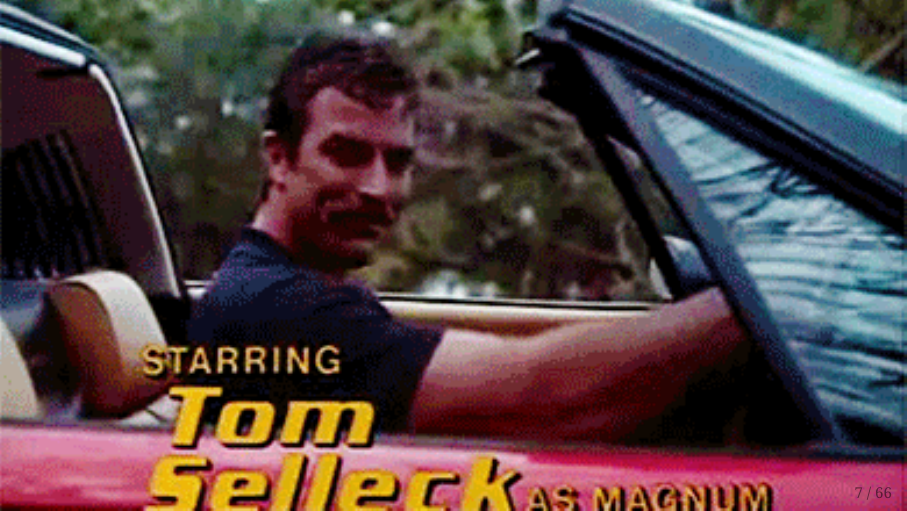 STARRING
Tom
Selleck AS MAGNUM
7 / 66